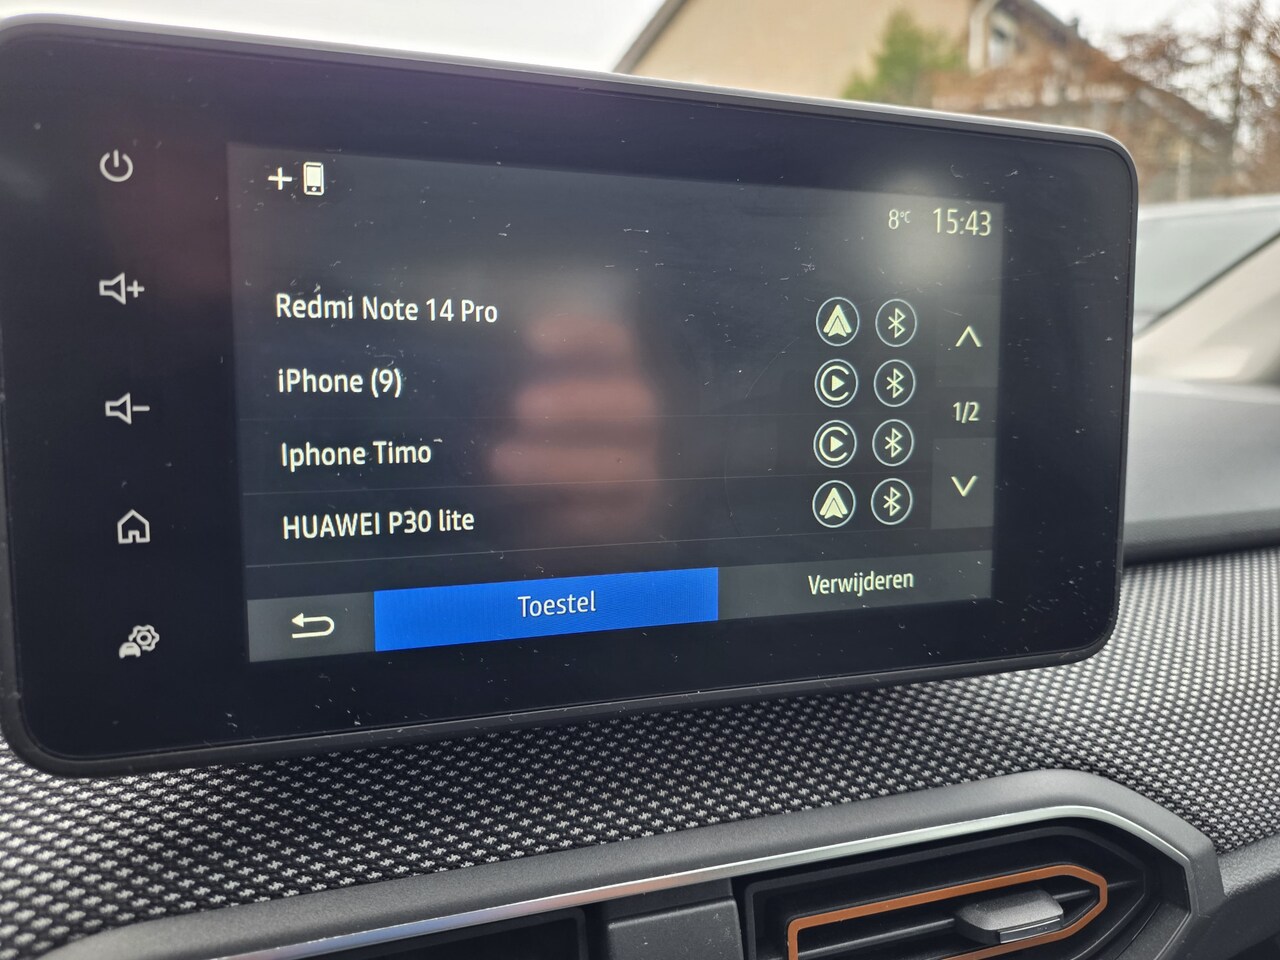 8°C 15:43
Redmi Note 14 Pro
iPhone (9)
Iphone Timo
HUAWEI P30 lite
1/2
Toestel
Verwijderen